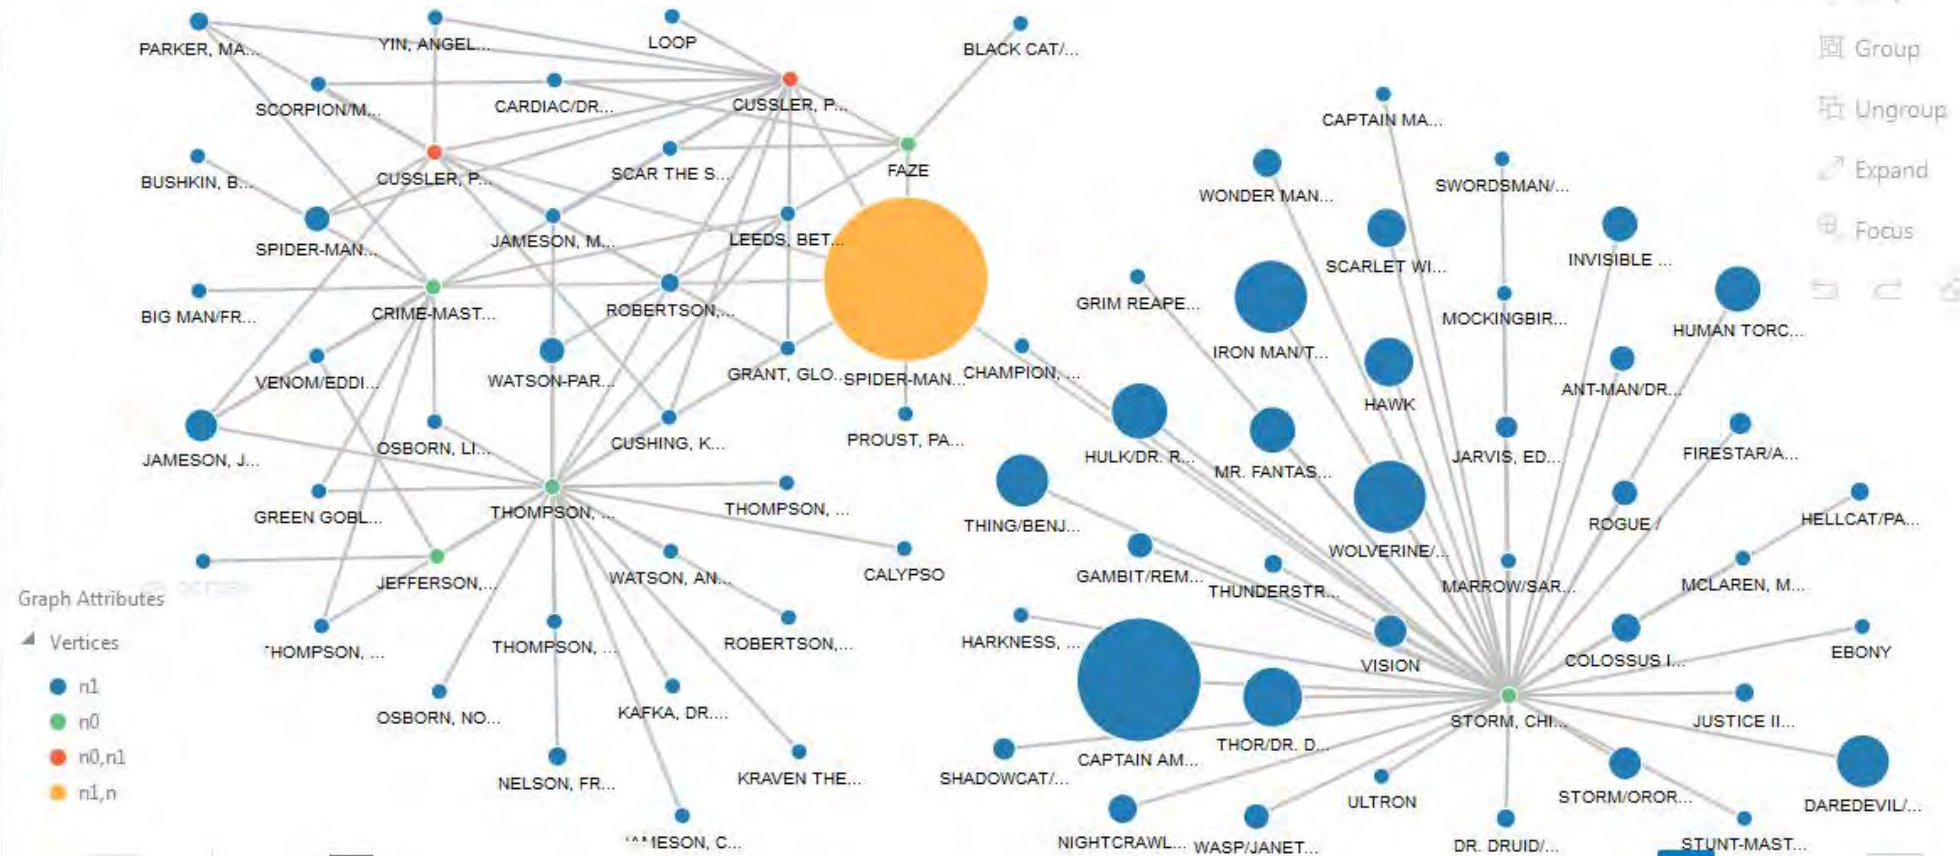 LOOP
PARKER, MA...
YIN, ANGEL...
BLACK CAT/...
Group
SCORPION/M...
CARDIAC/DR...
CUSSLER, P...
Ungroup
CAPTAIN MA...
BUSHKIN, B...
CUSSLER, P...
SCAR THE S...
FAZE
Expand
WONDER MAN...
SWORDSMAN/...
SPIDER-MAN...
JAMESON, M...
LEEDS, BET...
Focus
SCARLET WI...
INVISIBLE ...
BIG MAN/FR...
CRIME-MAST...
ROBERTSON,...
GRIM REAPE...
MOCKINGBIR...
HUMAN TORC...
VENOM/EDDI...
WATSON-PAR...
GRANT, GLO...
SPIDER-MAN...
CHAMPION, ...
IRON MAN/T...
ANT-MAN/DR...
HAWK
JAMESON, J...
OSBORN, LI...
CUSHING, K...
PROUST, PA...
HULK/DR. R...
MR. FANTAS...
JARVIS, ED...
FIRESTAR/A...
GREEN GOBL...
THOMPSON, ...
THOMPSON, ...
THING/BENJ...
WOLVERINE/...
ROGUE /
HELLCAT/PA...
JEFFERSON,...
WATSON, AN...
CALYPSO
GAMBIT/REM...
THUNDERSTR...
MARROW/SAR...
MCLAREN, M...
Graph Attributes
Vertices
HOMPSON, ...
THOMPSON, ...
ROBERTSON,...
HARKNESS, ...
VISION
COLOSSUS I...
EBONY
n1
n0
OSBORN, NO...
KAFKA, DR....
STORM, CHI...
JUSTICE II...
n0,n1
n1,n
NELSON, FR...
KRAVEN THE...
SHADOWCAT/...
CAPTAIN AM...
THOR/DR. D...
ULTRON
STORM/OROR...
DAREDEVIL/...
MESON, C...
NIGHTCRAWL...
WASP/JANET...
DR. DRUID/...
STUNT-MAST...